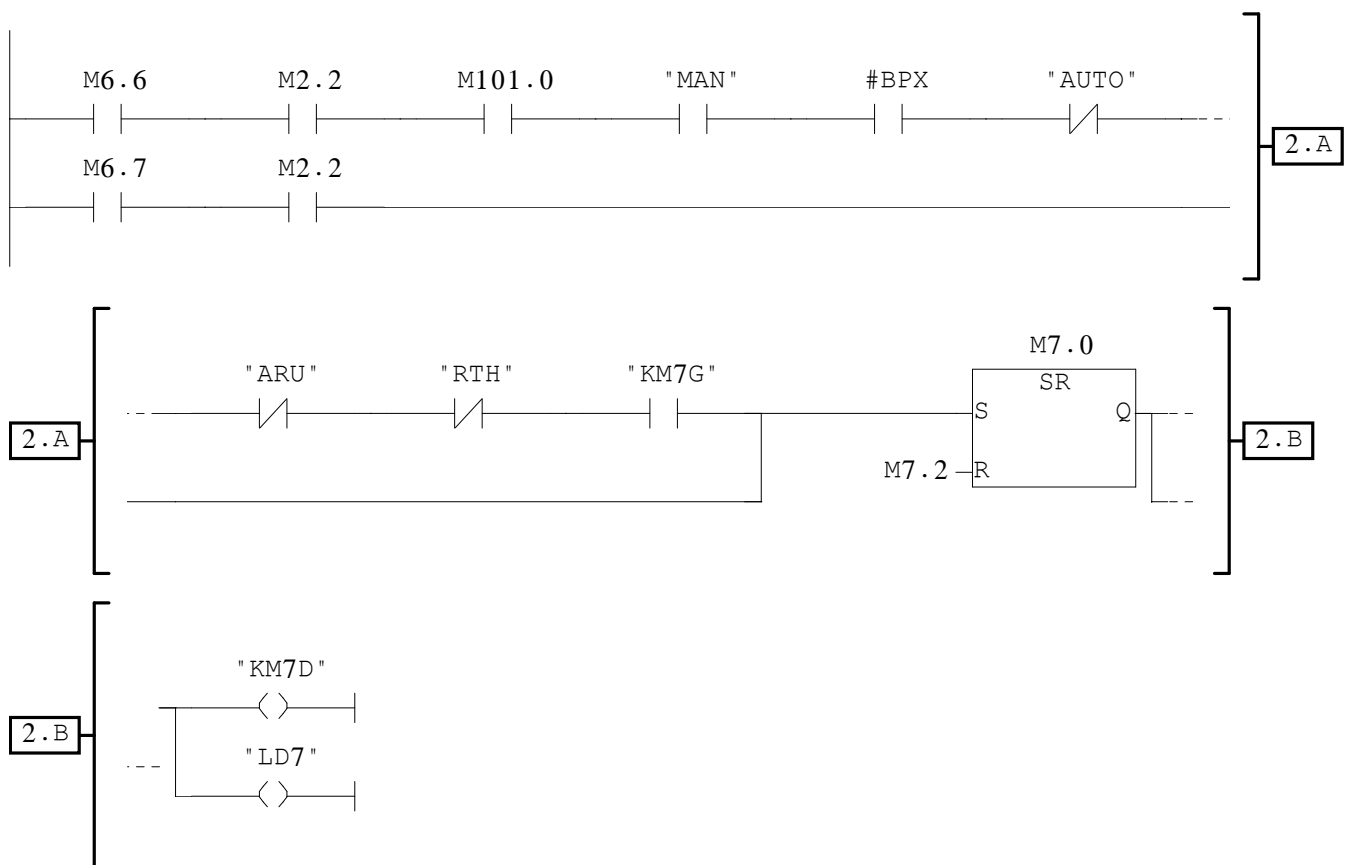 M6.6 M2.2 M101.0 "MAN" #BPX "AUTO"
2.A
M6.7 M2.2
M7.0
"ARU" "RTH" "KM7G" SR
S Q
2.A 2.B
M7.2 R
"KM7D"
2.B
"LD7"